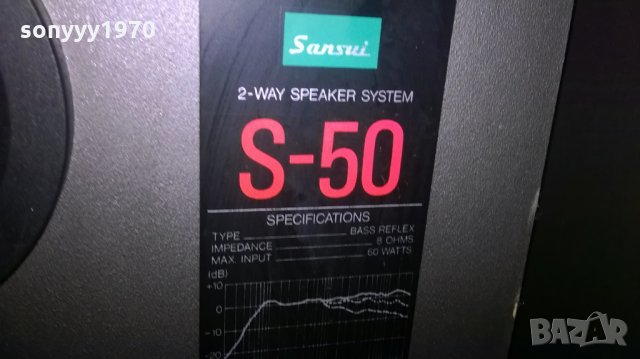 sonyyy1970
Sansui
2-WAY SPEAKER SYSTEM
S-50
SPECIFICATIONS
TYPE BASS REFLEX
IMPEDANCE 8 OHMS
MAX. INPUT 60 WATTS
(dB)
+10
0
-10
-20
BAZAR